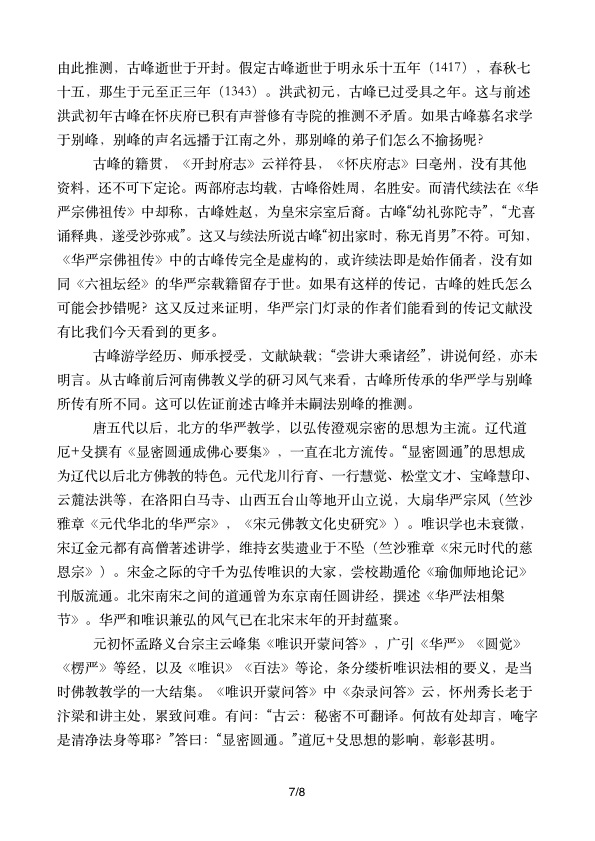 由此推测，古峰逝世于开封。假定古峰逝世于明永乐十五年（1417），春秋七
十五，那生于元至正三年（1343）。洪武初元，古峰已过受具之年。这与前述
洪武初年古峰在怀庆府已积有声誉修有寺院的推测不矛盾。如果古峰慕名求学
于别峰，别峰的声名远播于江南之外，那别峰的弟子们怎么不揄扬呢？
古峰的籍贯，《开封府志》云祥符县，《怀庆府志》曰亳州，没有其他
资料，还不可下定论。两部府志均载，古峰俗姓周，名胜安。而清代续法在《华
严宗佛祖传》中却称，古峰姓赵，为皇宋宗室后裔。古峰“幼礼弥陀寺”，“尤喜
诵释典，遂受沙弥戒”。这又与续法所说古峰“初出家时，称无肖男”不符。可知，
《华严宗佛祖传》中的古峰传完全是虚构的，或许续法即是始作俑者，没有如
同《六祖坛经》的华严宗载籍留存于世。如果有这样的传记，古峰的姓氏怎么
可能会抄错呢？这又反过来证明，华严宗门灯录的作者们能看到的传记文献没
有比我们今天看到的更多。
古峰游学经历、师承授受，文献缺载；“尝讲大乘诸经”，讲说何经，亦未
明言。从古峰前后河南佛教义学的研习风气来看，古峰所传承的华严学与别峰
所传有所不同。这可以佐证前述古峰并未嗣法别峰的推测。
唐五代以后，北方的华严教学，以弘传澄观宗密的思想为主流。辽代道
厄+殳撰有《显密圆通成佛心要集》，一直在北方流传。“显密圆通”的思想成
为辽代以后北方佛教的特色。元代龙川行育、一行慧觉、松堂文才、宝峰慧印、
云麓法洪等，在洛阳白马寺、山西五台山等地开山立说，大扇华严宗风（竺沙
雅章《元代华北的华严宗》，《宋元佛教文化史研究》）。唯识学也未衰微，
宋辽金元都有高僧著述讲学，维持玄奘遗业于不坠（竺沙雅章《宋元时代的慈
恩宗》）。宋金之际的守千为弘传唯识的大家，尝校勘遁伦《瑜伽师地论记》
刊版流通。北宋南宋之间的道通曾为东京南任圆讲经，撰述《华严法相槃
节》。华严和唯识兼弘的风气已在北宋末年的开封蕴聚。
元初怀孟路义台宗主云峰集《唯识开蒙问答》，广引《华严》《圆觉》
《楞严》等经，以及《唯识》《百法》等论，条分缕析唯识法相的要义，是当
时佛教教学的一大结集。《唯识开蒙问答》中《杂录问答》云，怀州秀长老于
汴梁和讲主处，累致问难。有问：“古云：秘密不可翻译。何故有处却言，唵字
是清净法身等耶？”答曰：“显密圆通。”道厄+殳思想的影响，彰彰甚明。
7/8